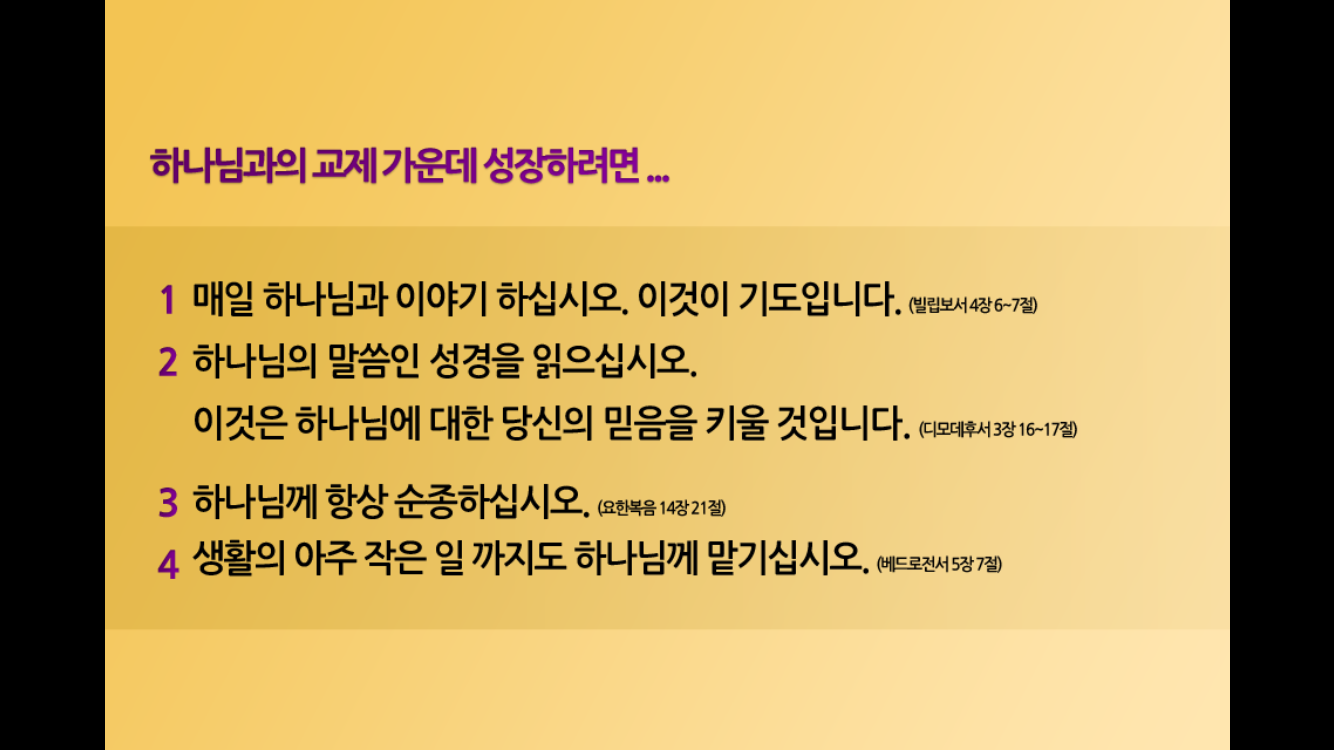 하나님과의 교제 가운데 성장하려면 ...
1 매일 하나님과 이야기 하십시오. 이것이 기도입니다. (빌립보서 4장 6~7절)
2 하나님의 말씀인 성경을 읽으십시오.
이것은 하나님에 대한 당신의 믿음을 키울 것입니다. (디모데후서 3장 16~17절)
3 하나님께 항상 순종하십시오. (요한복음 14장 21절)
4 생활의 아주 작은 일 까지도 하나님께 맡기십시오. (베드로전서 5장 7절)